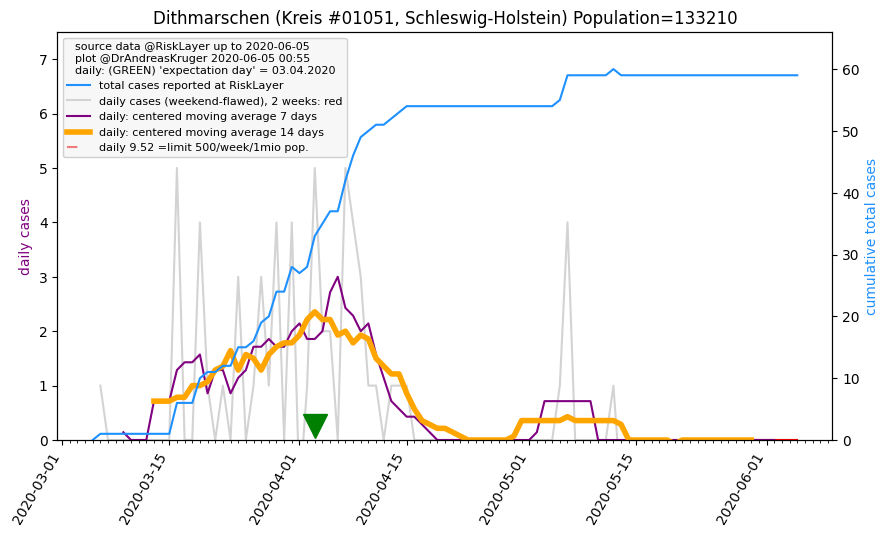 Dithmarschen (Kreis #01051, Schleswig-Holstein) Population=133210
source data @RiskLayer up to 2020-06-05
plot @DrAndreasKruger 2020-06-05 00:55
daily: (GREEN) 'expectation day' = 03.04.2020
total cases reported at RiskLayer
daily cases (weekend-flawed), 2 weeks: red
daily: centered moving average 7 days
daily: centered moving average 14 days
daily 9.52 =limit 500/week/1mio pop.
daily cases
7
6
5
4
3
2
1
0
cumulative total cases
60
50
40
30
20
10
0
2020-03-01
2020-03-15
2020-04-01
2020-04-15
2020-05-01
2020-05-15
2020-06-01